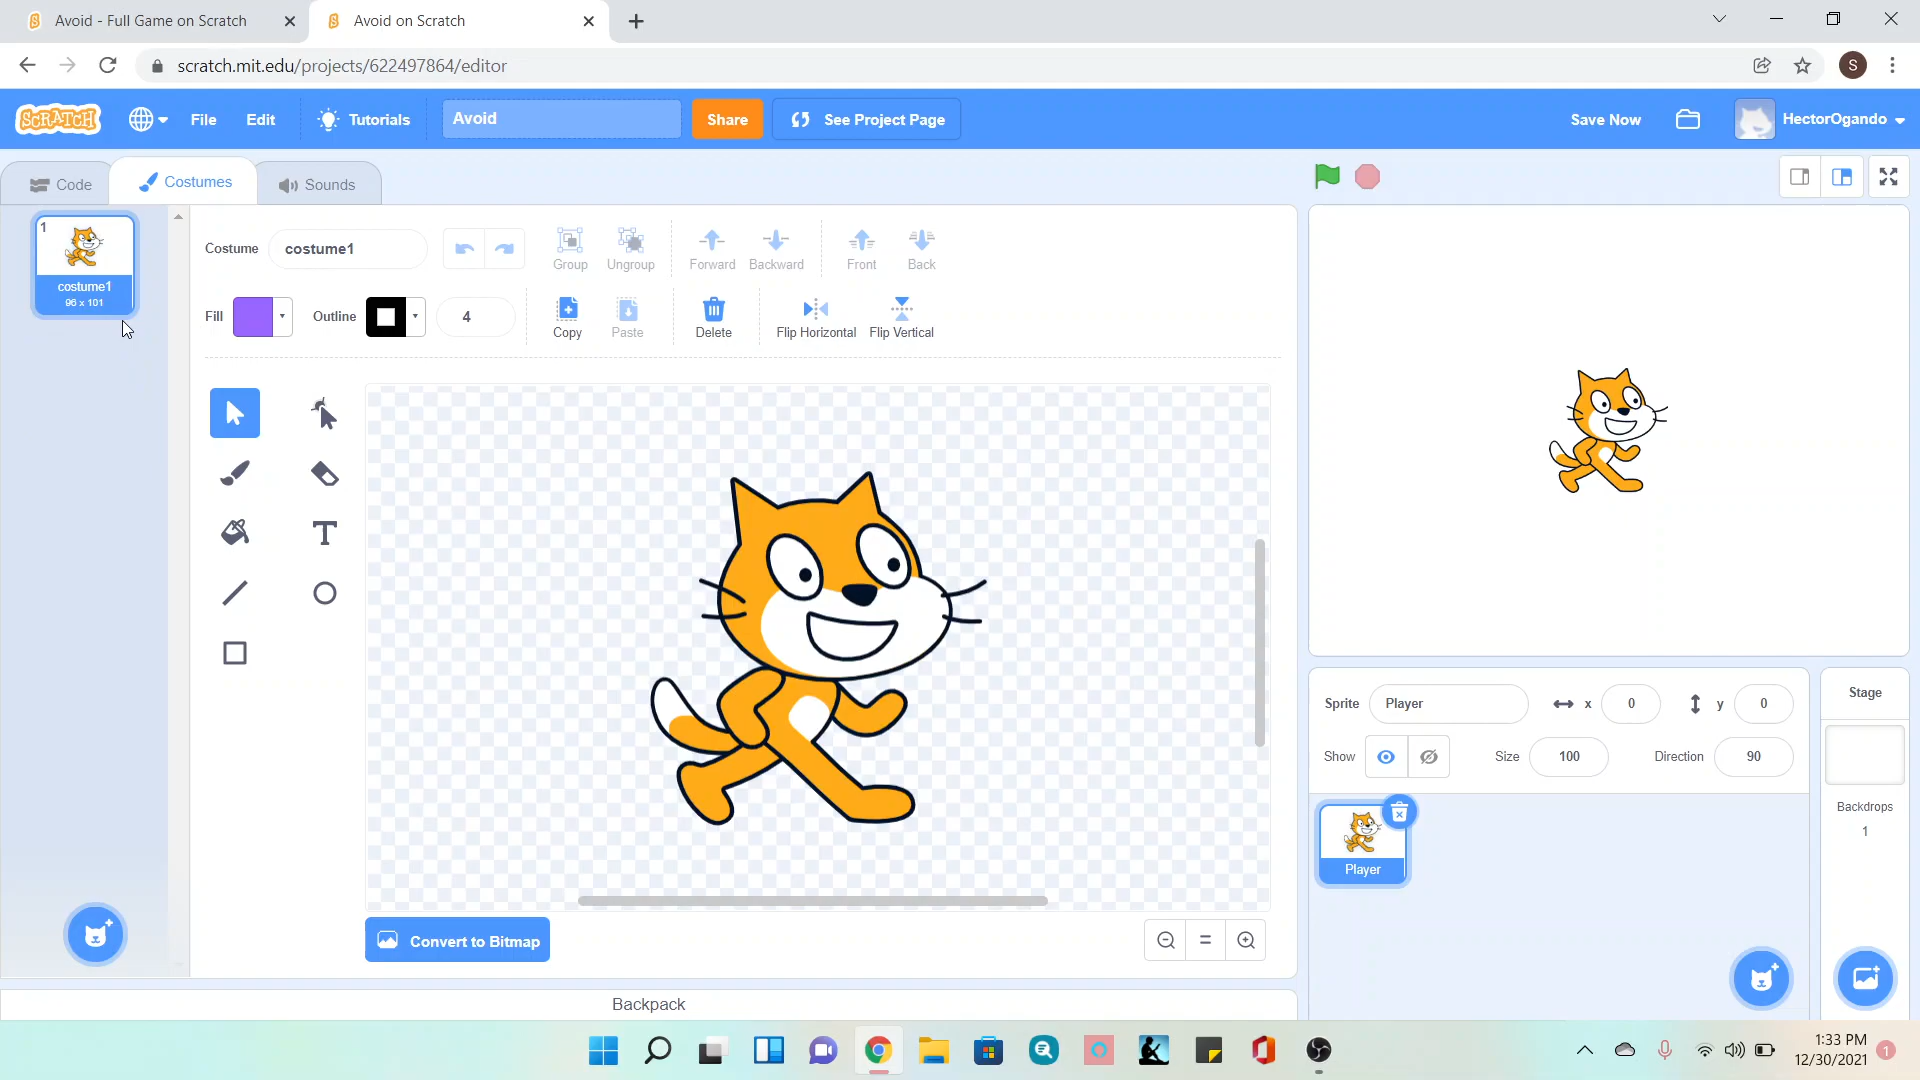 Avoid - Full Game on Scratch
Avoid on Scratch
scratch.mit.edu/projects/622497864/editor
S
SCRATCH
File
Edit
Tutorials
Avoid
Share
See Project Page
Save Now
HectorOgando
Code
Costumes
Sounds
1
costume1
96 x 101
Costume
costume1
Group
Ungroup
Forward
Backward
Front
Back
Fill
Outline
4
Copy
Paste
Delete
Flip Horizontal
Flip Vertical
T
Convert to Bitmap
Backpack
Sprite
Player
x
0
y
0
Show
Size
100
Direction
90
Player
Stage
Backdrops
1
1:33 PM
12/30/2021
1